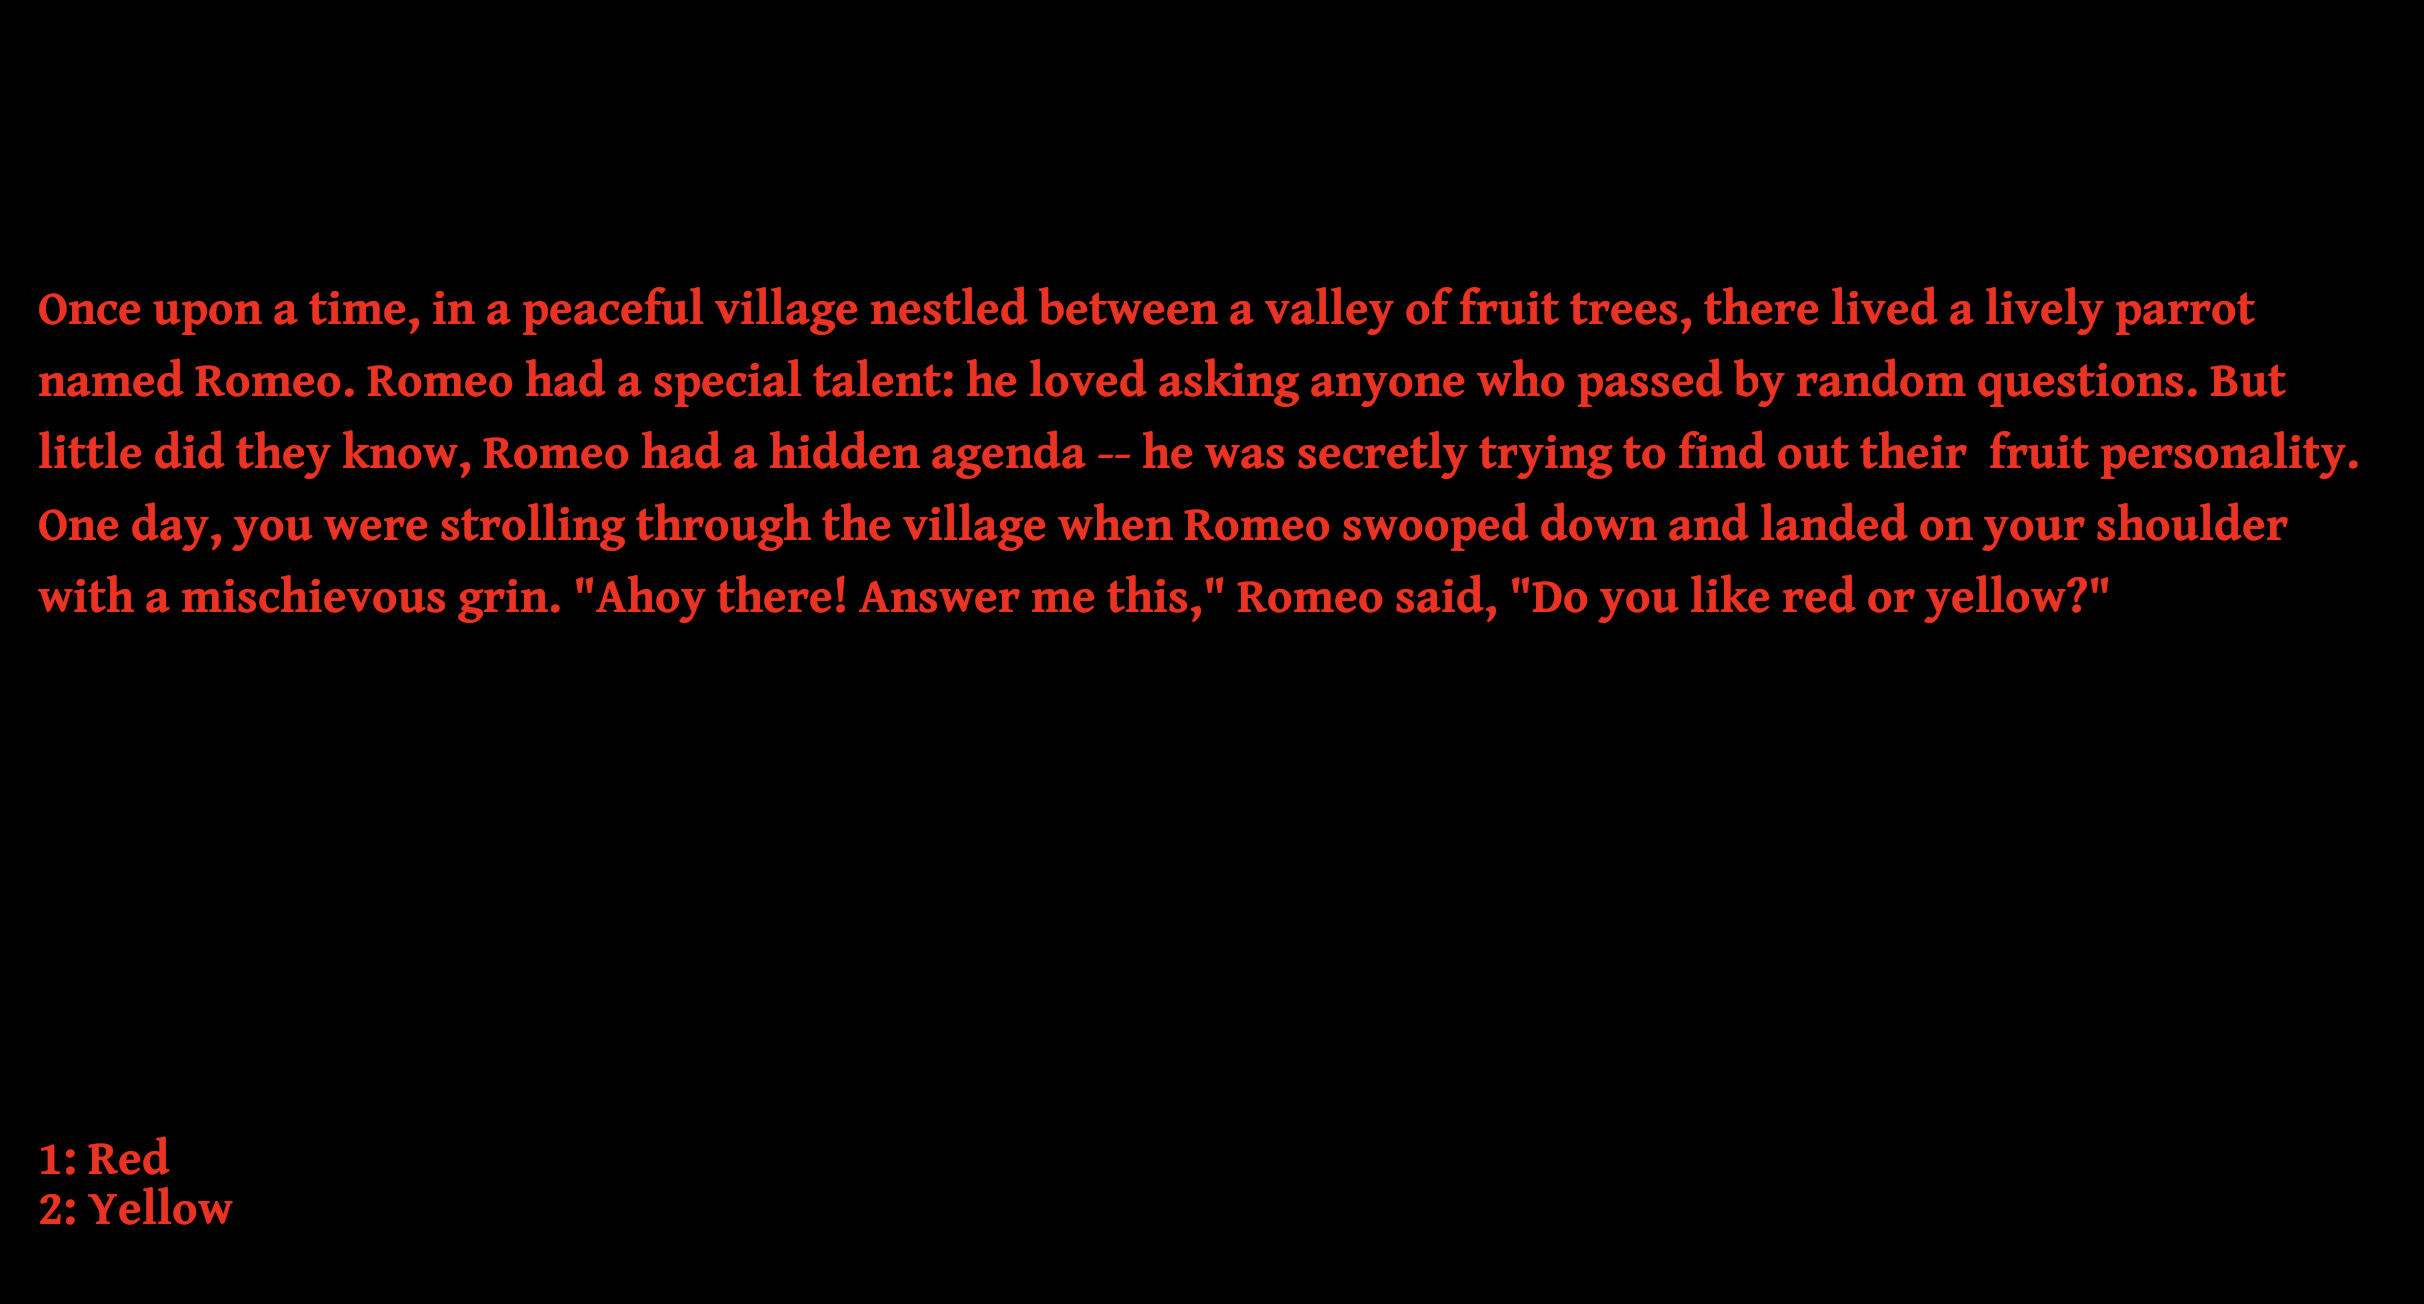 Once upon a time, in a peaceful village nestled between a valley of fruit trees, there lived a lively parrot
named Romeo. Romeo had a special talent: he loved asking anyone who passed by random questions. But
little did they know, Romeo had a hidden agenda -- he was secretly trying to find out their  fruit personality.
One day, you were strolling through the village when Romeo swooped down and landed on your shoulder
with a mischievous grin. "Ahoy there! Answer me this," Romeo said, "Do you like red or yellow?"
1: Red
2: Yellow